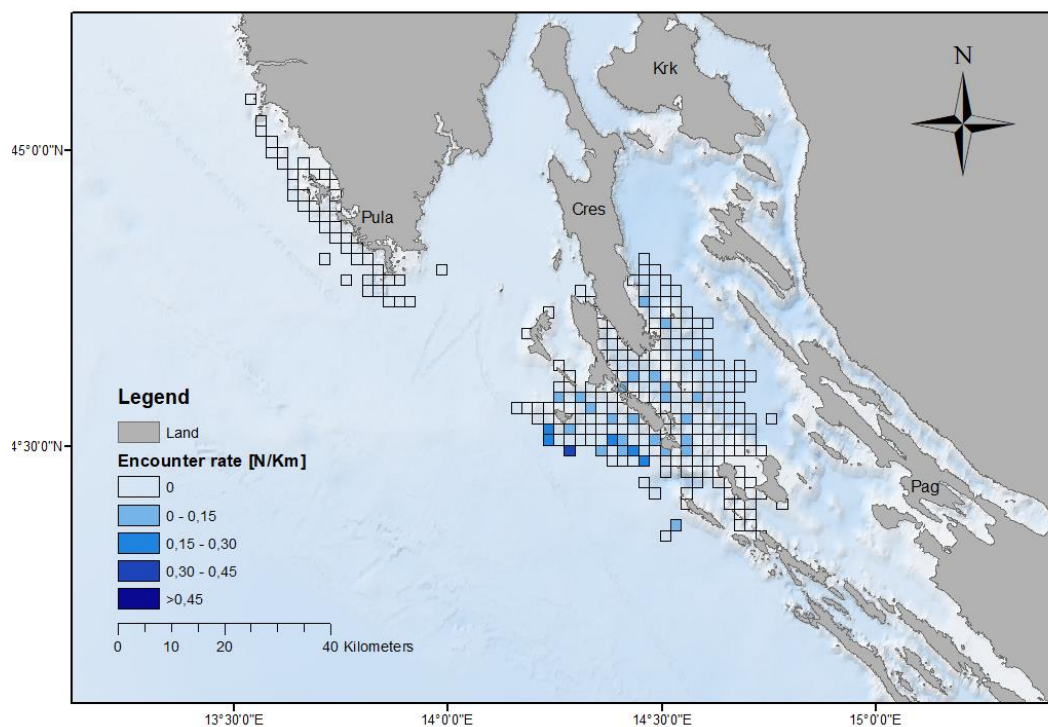 Krk
N
45°0'0"N
Cres
Pula
Legend
Land
4°30'0"N
Encounter rate [N/Km]
0
0 - 0,15
0,15 - 0,30
0,30 - 0,45
>0,45
Pag
0 10 20 40 Kilometers
13°30'0"E 14°0'0"E 14°30'0"E 15°0'0"E